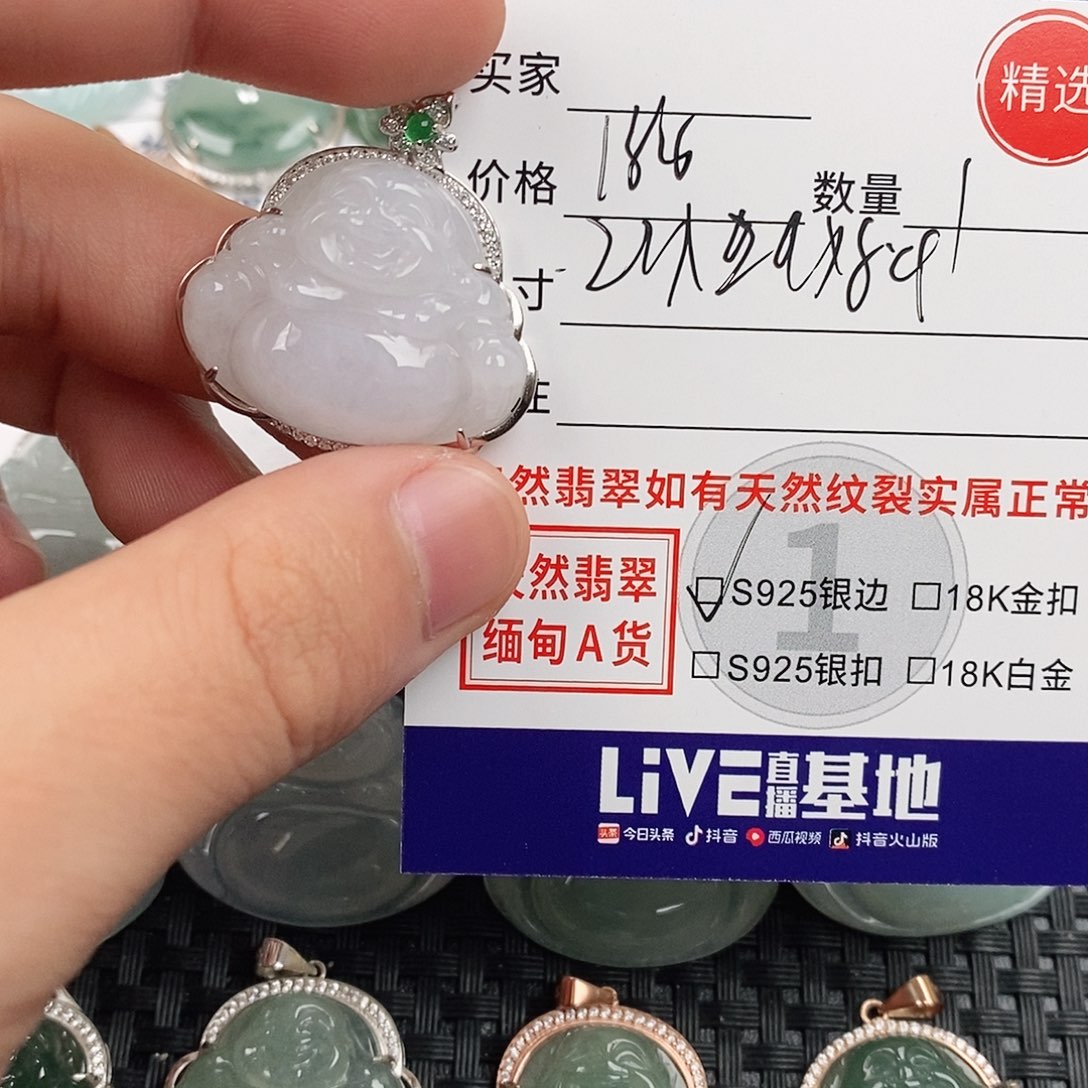 精选
买家
价格 186 数量 1
寸
注
然翡翠如有天然纹裂实属正常
然翡翠
缅甸A货
S925银边 18K金扣
S925银扣 18K白金
1
LiVE直播基地
头条 今日头条 抖音 西瓜视频 抖音火山版